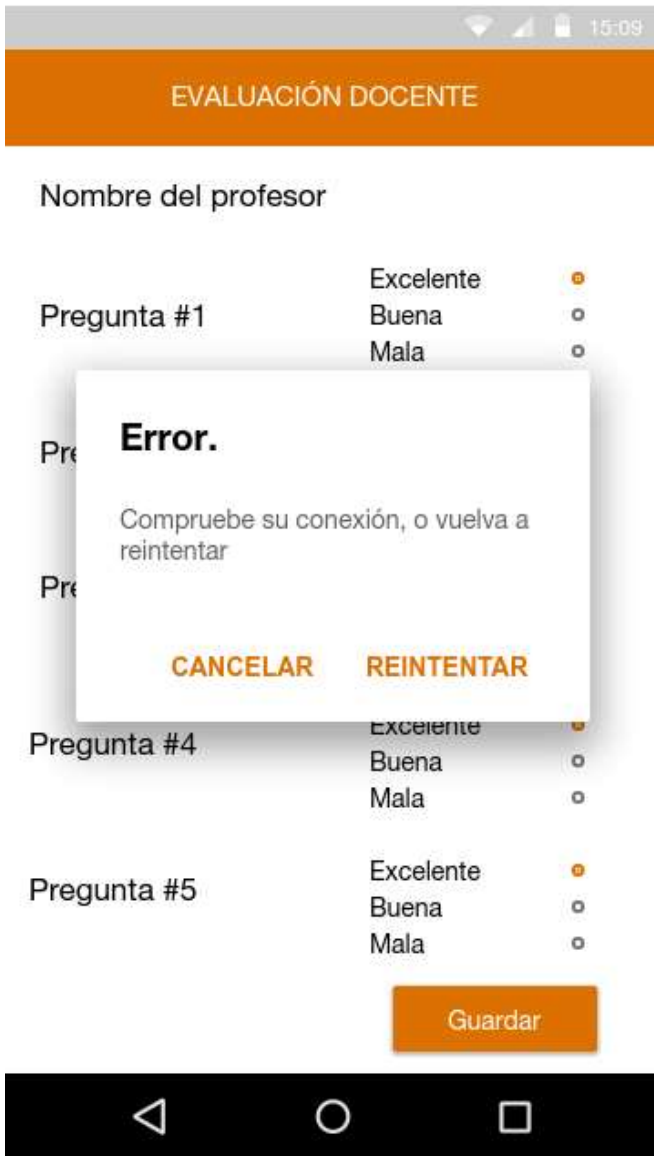 15:09
EVALUACIÓN DOCENTE
Nombre del profesor
Excelente
Pregunta #1
Buena
Mala
Error.
Compruebe su conexión, o vuelva a
reintentar
CANCELAR REINTENTAR
Excelente
Pregunta #4
Buena
Mala
Excelente
Pregunta #5
Buena
Mala
Guardar